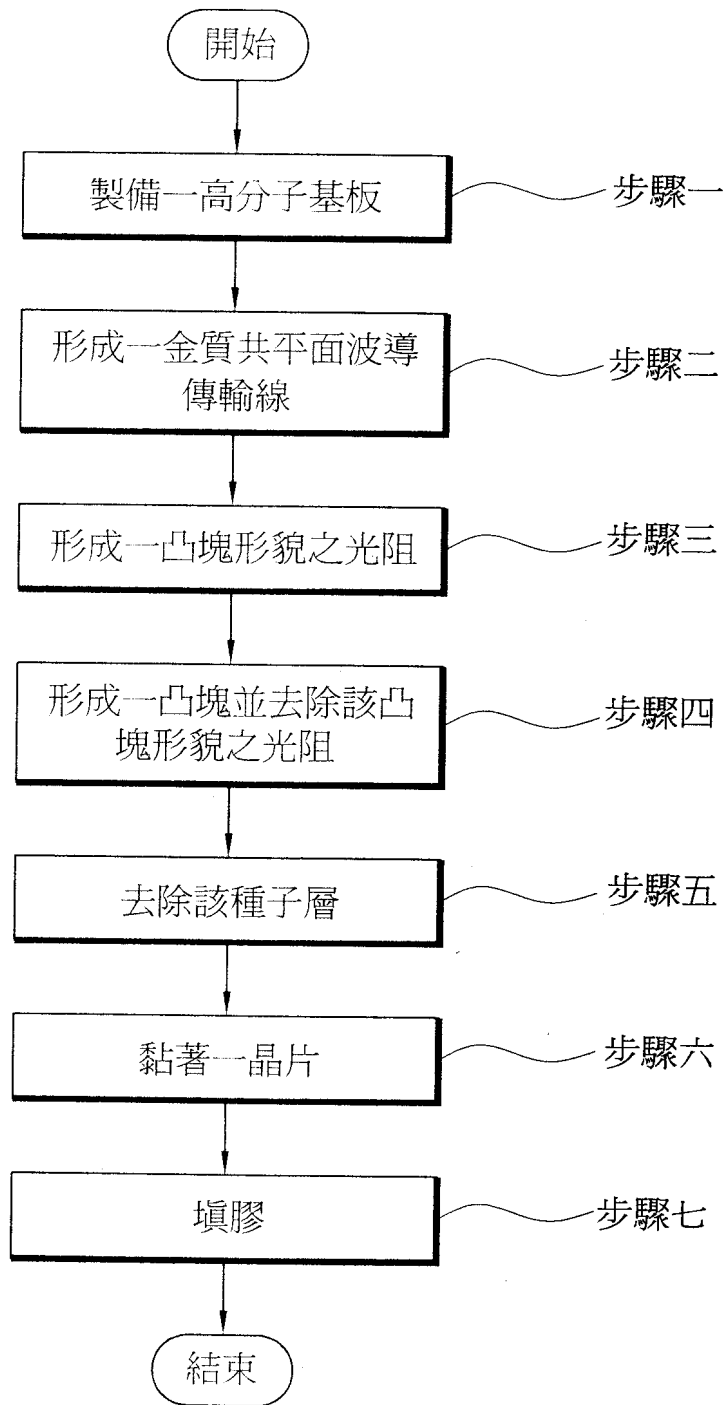 開始
製備一高分子基板
步驟一
形成一金質共平面波導
傳輸線
步驟二
形成一凸塊形貌之光阻
步驟三
形成一凸塊並去除該凸
塊形貌之光阻
步驟四
去除該種子層
步驟五
黏著一晶片
步驟六
填膠
步驟七
結束